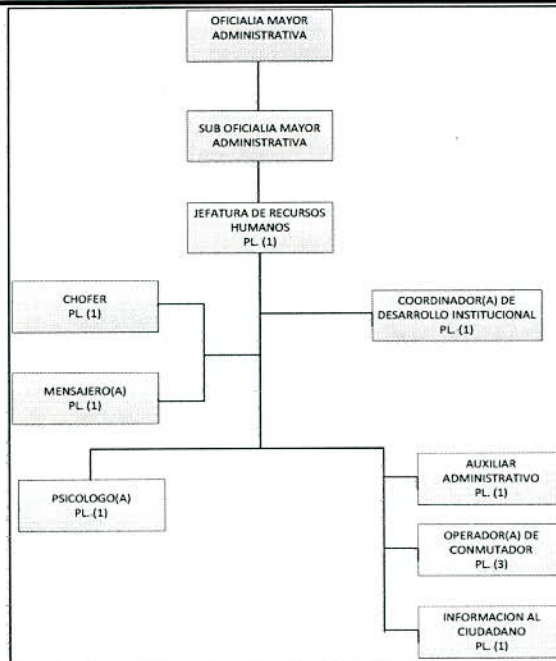 OFICIALIA MAYOR
ADMINISTRATIVA
SUB OFICIALIA MAYOR
ADMINISTRATIVA
JEFATURA DE RECURSOS
HUMANOS
PL. (1)
CHOFER
PL. (1)
COORDINADOR(A) DE
DESARROLLO INSTITUCIONAL
PL. (1)
MENSAJERO(A)
PL. (1)
PSICOLOGO(A)
PL. (1)
AUXILIAR
ADMINISTRATIVO
PL. (1)
OPERADOR(A) DE
CONMUTADOR
PL. (3)
INFORMACION AL
CIUDADANO
PL. (1)